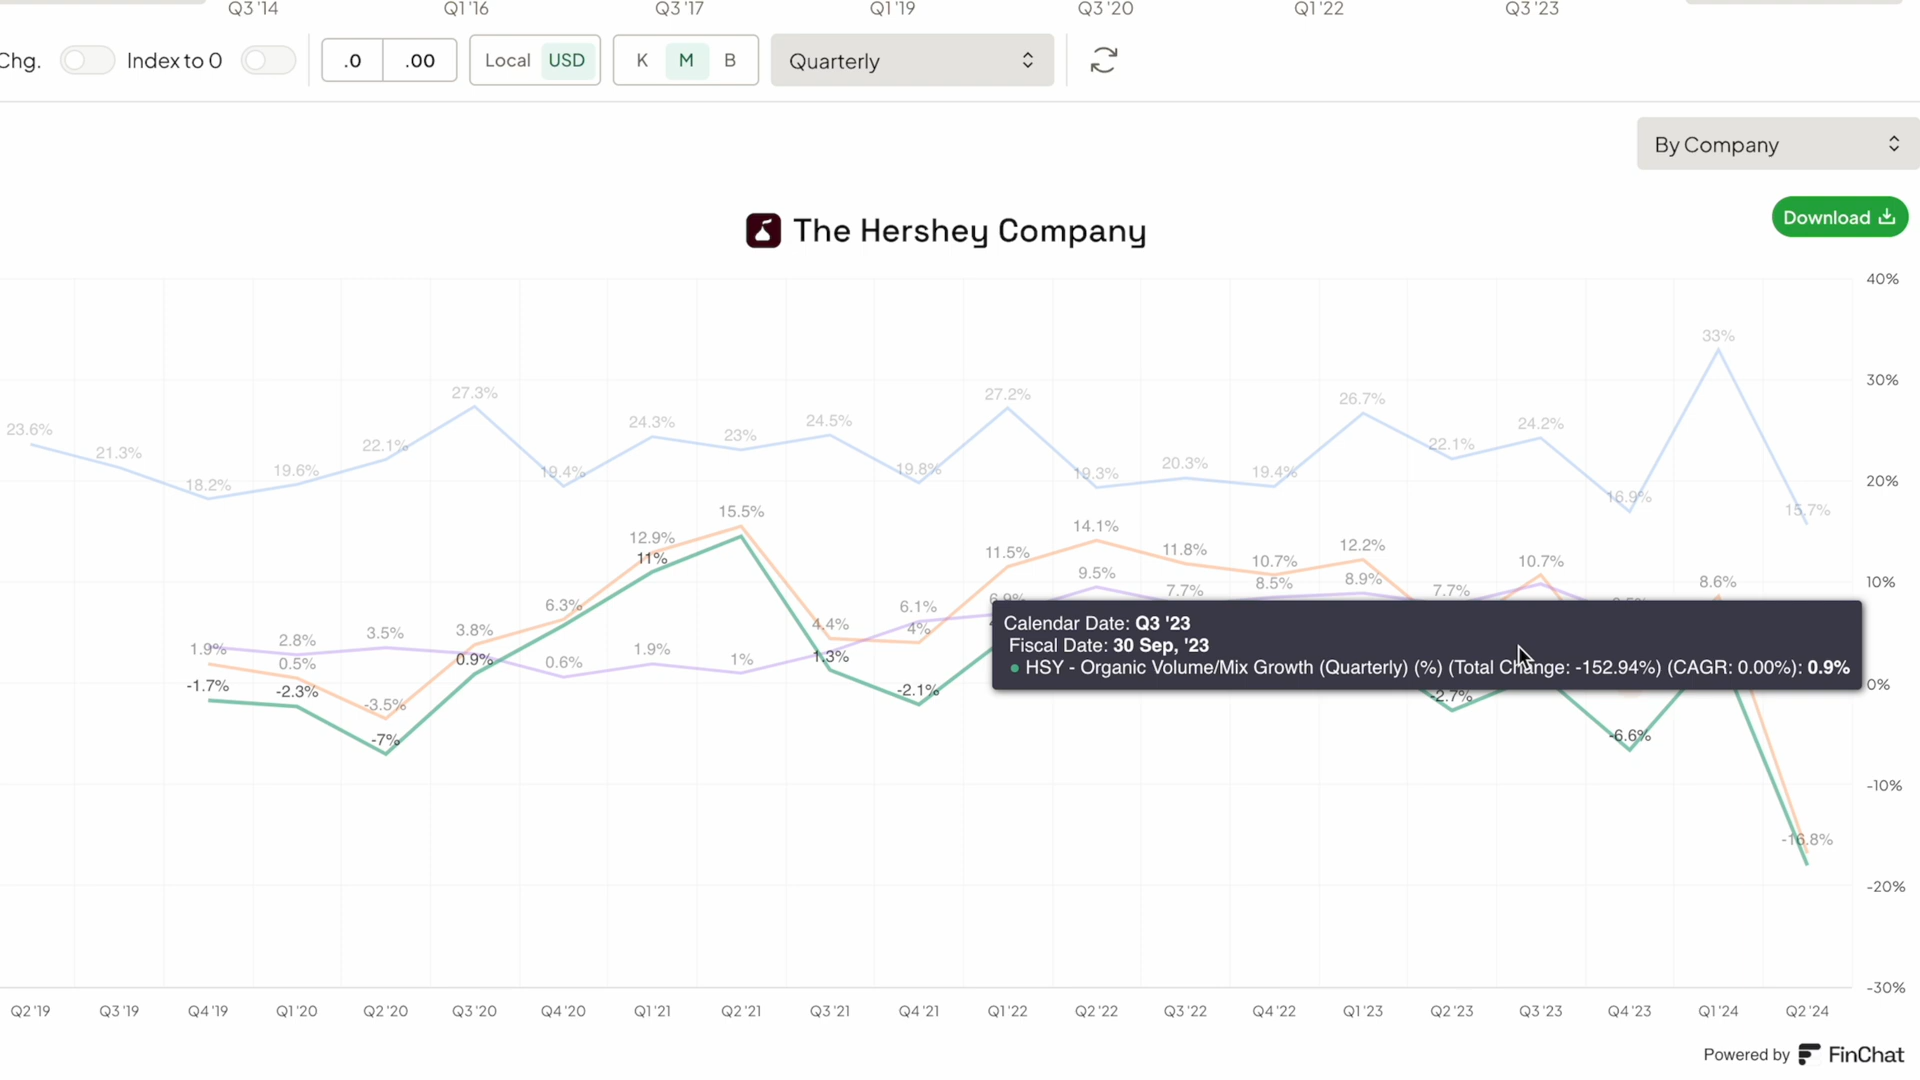 Q3 '14 Q1 '16 Q3 '17 Q1 '19 Q3 '20 Q1 '22 Q3 '23
Chg. Index to 0 .0 .00 Local USD K M B Quarterly
By Company
The Hershey Company
Download
40%
33%
30%
27.3% 27.2% 26.7%
23.6% 21.3% 18.2% 19.6% 22.1% 19.4% 24.3% 23% 24.5% 19.8% 19.3% 20.3% 19.4% 22.1% 24.2% 16.9% 15.7%
20%
15.5% 14.1%
12.9% 11.5% 11.8% 10.7% 12.2% 10.7%
11%
10%
9.5% 7.7% 8.5% 8.9% 7.7% 8.6%
6.3% 6.1% 6.9%
1.9% 2.8% 3.5% 3.8% 4.4% 4%
0.5% 0.9% 0.6% 1.9% 1% 1.3%
Calendar Date: Q3 '23
Fiscal Date: 30 Sep, '23
HSY - Organic Volume/Mix Growth (Quarterly) (%) (Total Change: -152.94%) (CAGR: 0.00%): 0.9%
0%
-1.7% -2.3% -3.5% -2.1% -2.7%
-7% -6.6%
-10%
-16.8%
-20%
-30%
Q2 '19 Q3 '19 Q4 '19 Q1 '20 Q2 '20 Q3 '20 Q4 '20 Q1 '21 Q2 '21 Q3 '21 Q4 '21 Q1 '22 Q2 '22 Q3 '22 Q4 '22 Q1 '23 Q2 '23 Q3 '23 Q4 '23 Q1 '24 Q2 '24
Powered by FinChat